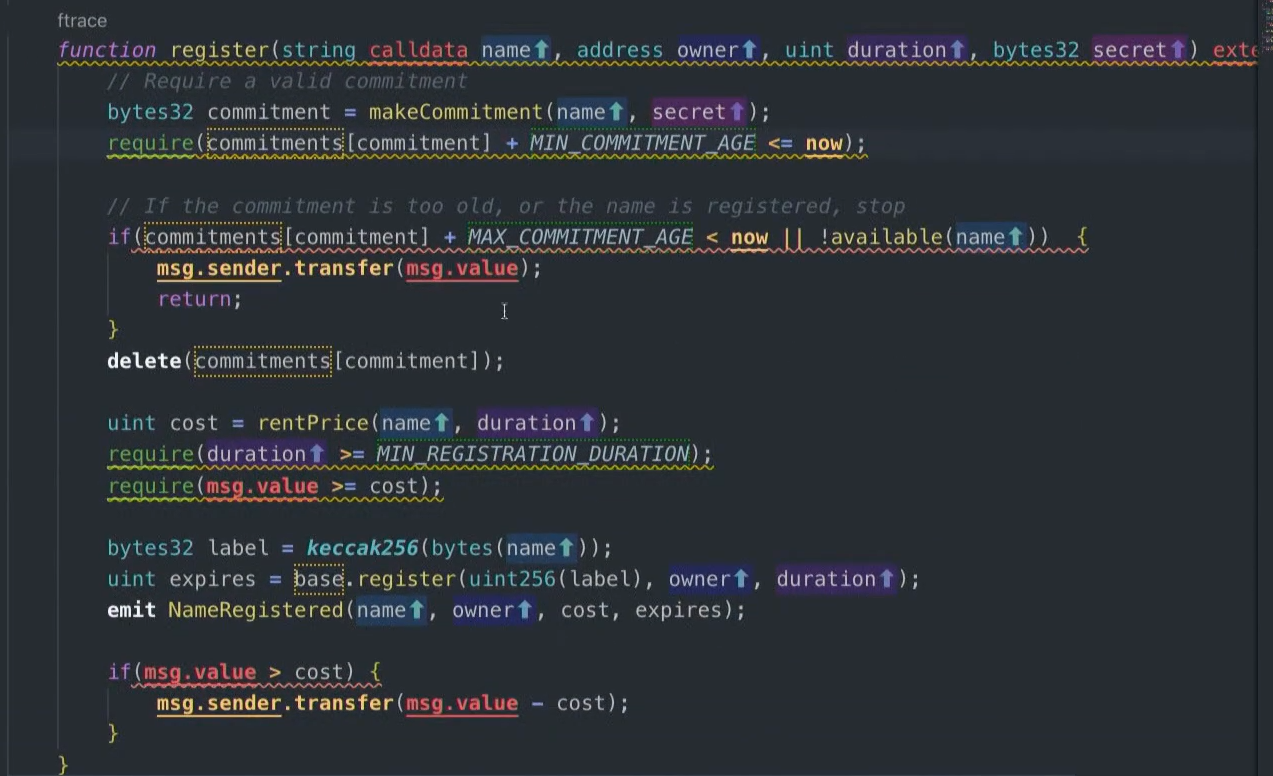 ftrace
function register(string calldata name⬆, address owner⬆, uint duration⬆, bytes32 secret⬆) exte
// Require a valid commitment
bytes32 commitment = makeCommitment(name⬆, secret⬆);
require(commitments[commitment] + MIN_COMMITMENT_AGE <= now);
// If the commitment is too old, or the name is registered, stop
if(commitments[commitment] + MAX_COMMITMENT_AGE < now || !available(name⬆)) {
msg.sender.transfer(msg.value);
return;
}
delete(commitments[commitment]);
uint cost = rentPrice(name⬆, duration⬆);
require(duration⬆ >= MIN_REGISTRATION_DURATION);
require(msg.value >= cost);
bytes32 label = keccak256(bytes(name⬆));
uint expires = base.register(uint256(label), owner⬆, duration⬆);
emit NameRegistered(name⬆, owner⬆, cost, expires);
if(msg.value > cost) {
msg.sender.transfer(msg.value - cost);
}
}